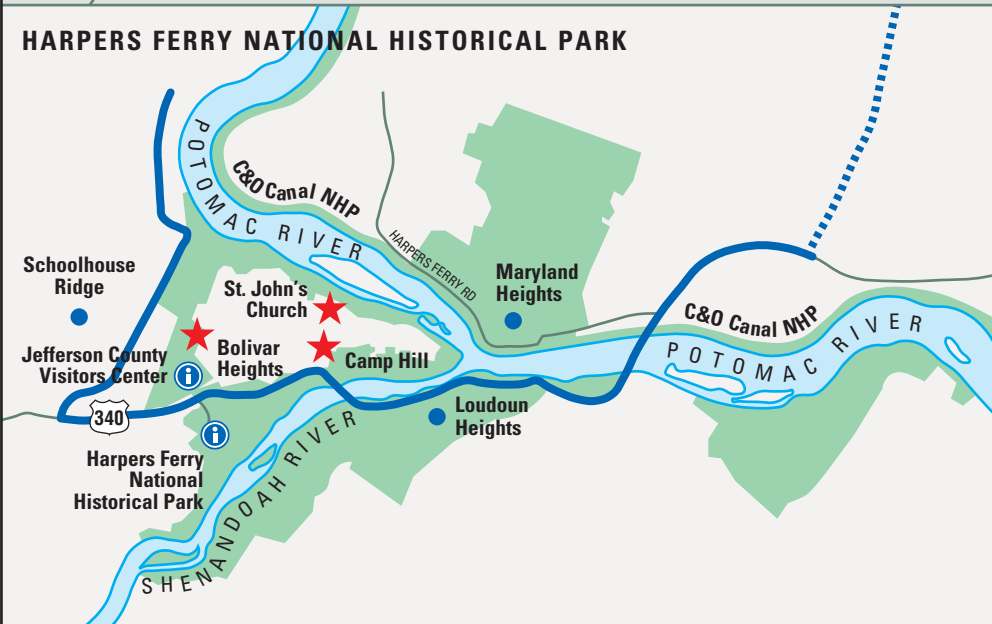 HARPERS FERRY NATIONAL HISTORICAL PARK
POTOMAC RIVER
C&O Canal NHP
HARPERS FERRY RD
Schoolhouse
Ridge
St. John's
Church
Maryland
Heights
C&O Canal NHP
POTOMAC RIVER
Jefferson County
Visitors Center
i
Bolivar
Heights
Camp Hill
340
Loudoun
Heights
i
Harpers Ferry
National
Historical Park
SHENANDOAH RIVER